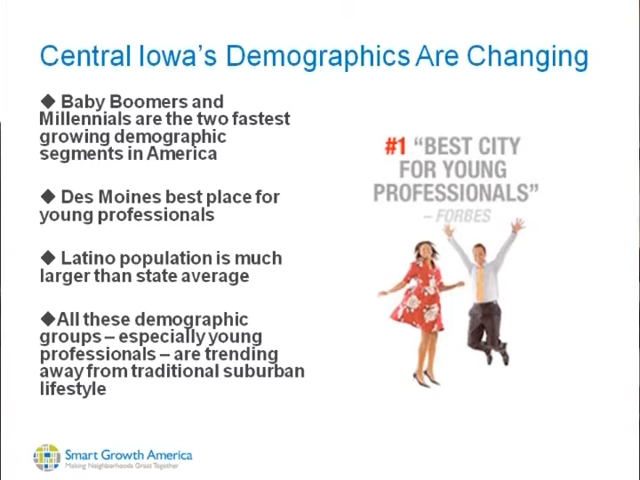 Central Iowa's Demographics Are Changing
◆ Baby Boomers and
Millennials are the two fastest
growing demographic
segments in America
◆ Des Moines best place for
young professionals
◆ Latino population is much
larger than state average
◆All these demographic
groups – especially young
professionals – are trending
away from traditional suburban
lifestyle
#1 "BEST CITY
FOR YOUNG
PROFESSIONALS"
– FORBES
Smart Growth America
Making Neighborhoods Great Together